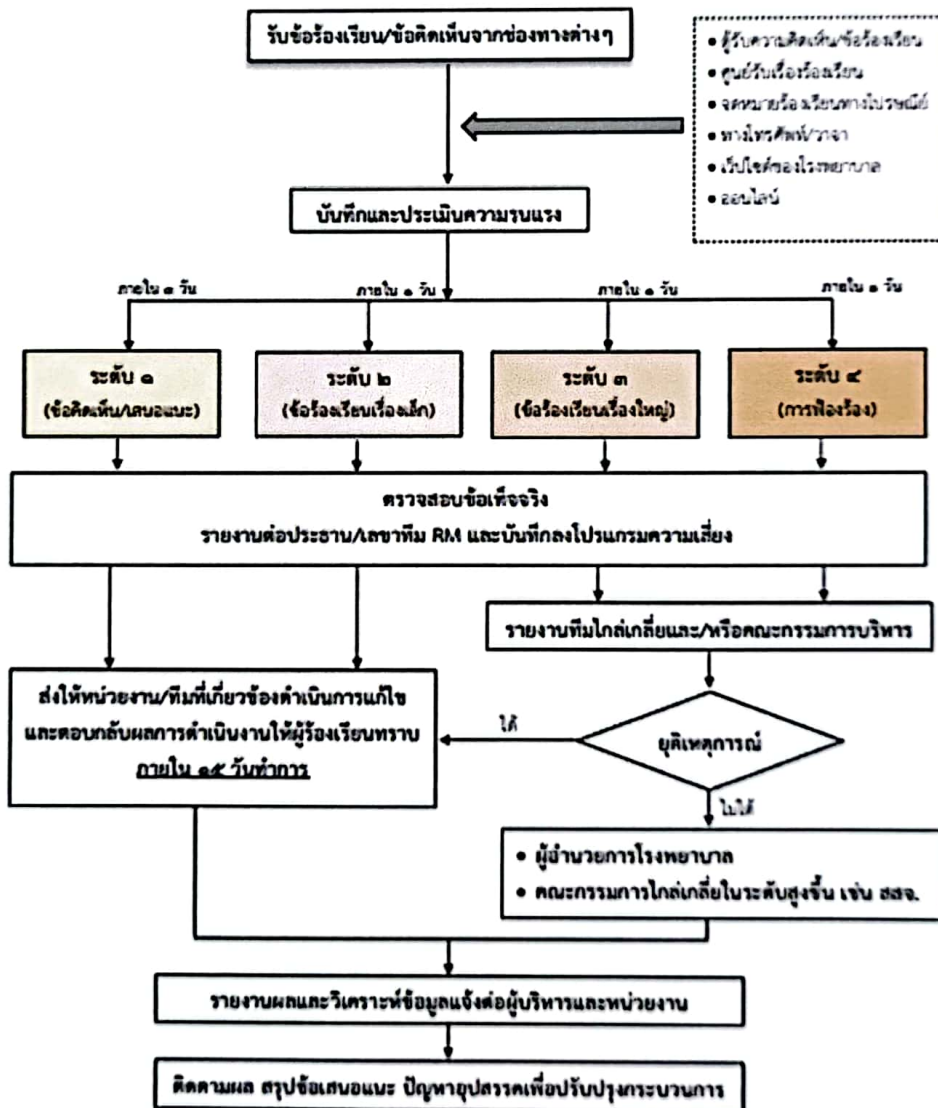 รับข้อร้องเรียน/ข้อคิดเห็นจากช่องทางต่างๆ
• ตู้รับความคิดเห็น/ข้อร้องเรียน
• ศูนย์รับเรื่องร้องเรียน
• จดหมายร้องเรียนทางไปรษณีย์
• ทางโทรศัพท์/วาจา
• เว็บไซต์ของโรงพยาบาล
• ออนไลน์
บันทึกและประเมินความรุนแรง
ภายใน ๑ วัน ภายใน ๑ วัน ภายใน ๑ วัน
ระดับ ๑
(ข้อคิดเห็น/เสนอแนะ)
ระดับ ๒
(ข้อร้องเรียนเรื่องเล็ก)
ระดับ ๓
(ข้อร้องเรียนเรื่องใหญ่)
ระดับ ๔
(การฟ้องร้อง)
ตรวจสอบข้อเท็จจริง
รายงานต่อประธาน/เลขาทีม RM และบันทึกลงโปรแกรมความเสี่ยง
รายงานทีมไกล่เกลี่ยและ/หรือคณะกรรมการบริหาร
ส่งให้หน่วยงาน/ทีมที่เกี่ยวข้องดำเนินการแก้ไข
และตอบกลับผลการดำเนินงานให้ผู้ร้องเรียนทราบ
ภายใน ๑๕ วันทำการ
ได้
ยุติเหตุการณ์
ไม่ได้
• ผู้อำนวยการโรงพยาบาล
• คณะกรรมการไกล่เกลี่ยในระดับสูงขึ้น เช่น สสจ.
รายงานผลและวิเคราะห์ข้อมูลแจ้งต่อผู้บริหารและหน่วยงาน
ติดตามผล สรุปข้อเสนอแนะ ปัญหาอุปสรรคเพื่อปรับปรุงกระบวนการ